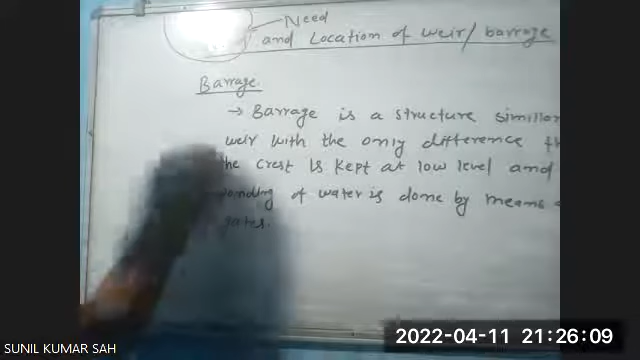 Need
and Location of weir/barrage
Barrage
→ Barrage is a structure simillar
weir with the only difference
the crest is kept at low level and
ponding of water is done by means
gates.
SUNIL KUMAR SAH
2022-04-11 21:26:09